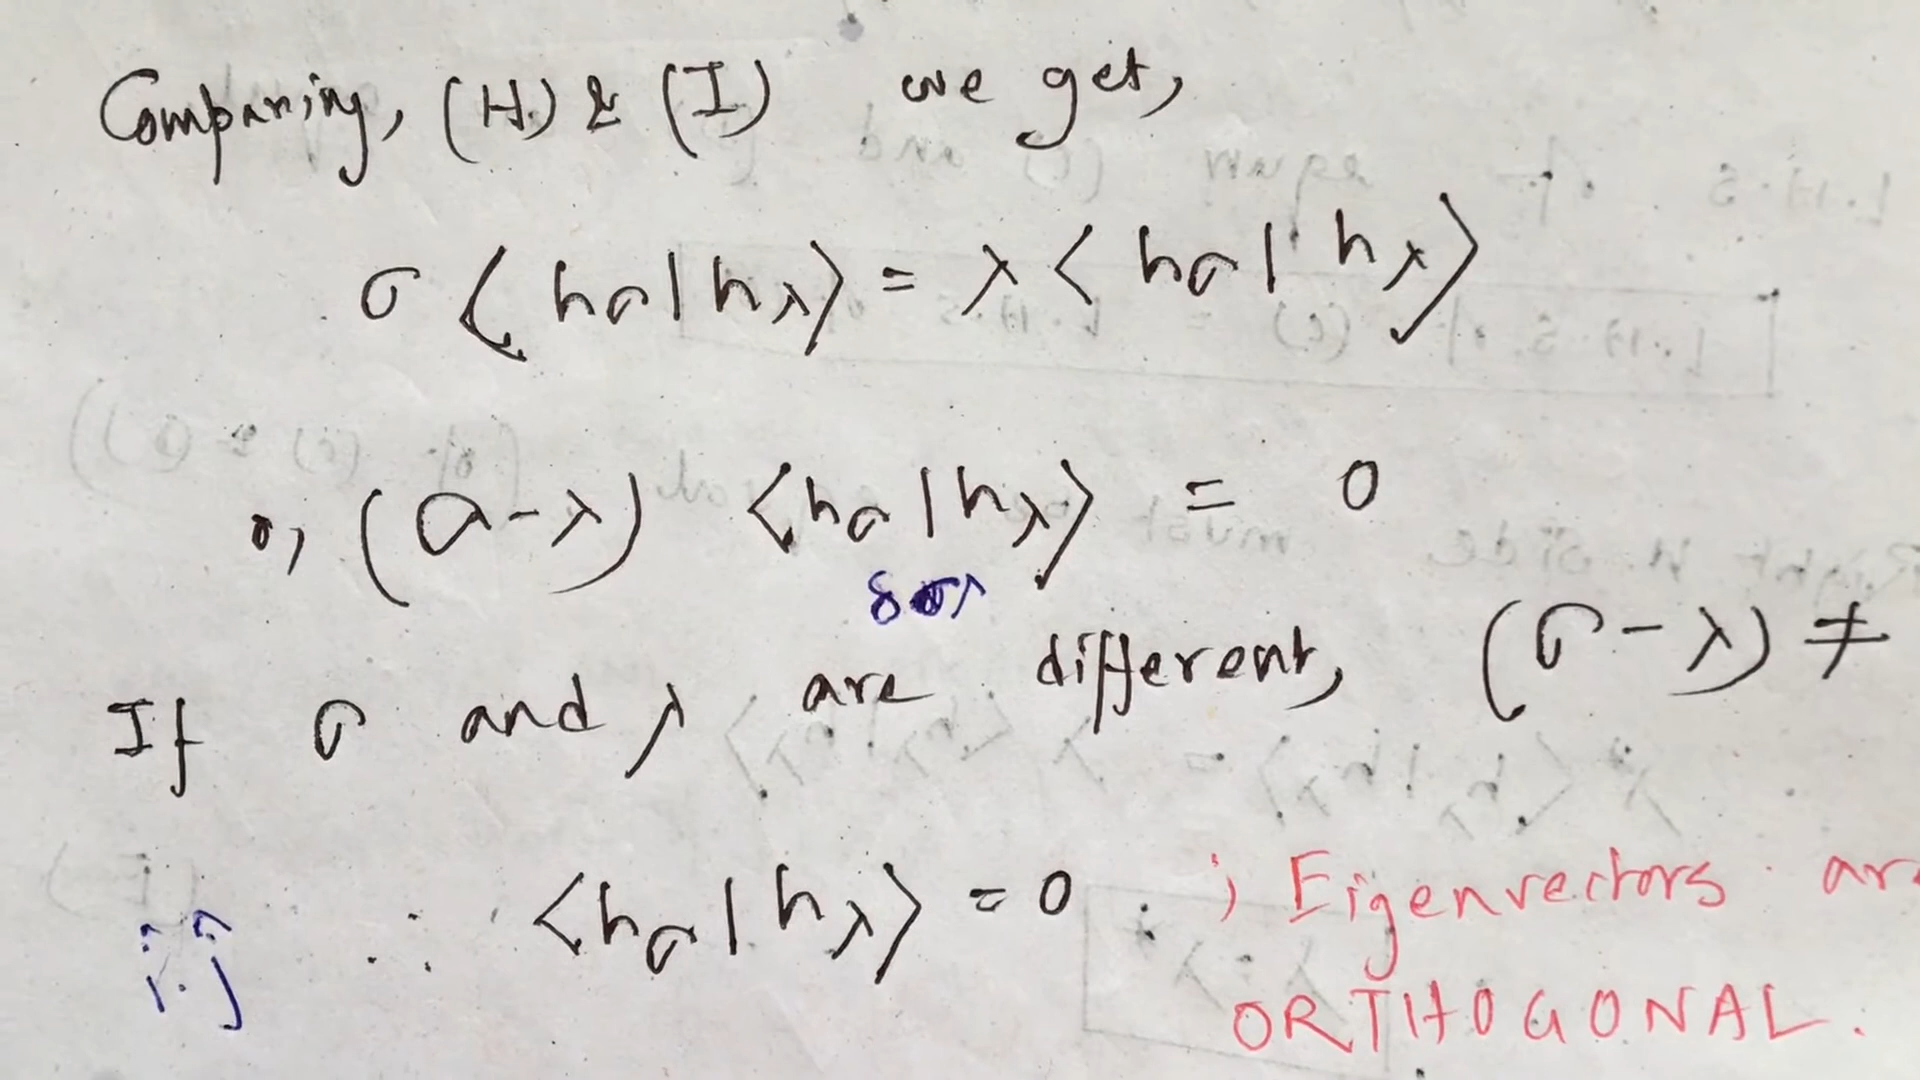 Comparing, (H) & (I) we get,
σ⟨hσ|hλ⟩ = λ⟨hσ|hλ⟩
or, (σ-λ) ⟨hσ|hλ⟩ = 0
δσλ
If σ and λ are different, (σ-λ) ≠
î.ĵ ∴ ⟨hσ|hλ⟩ = 0 ; Eigenvectors are
ORTHOGONAL.